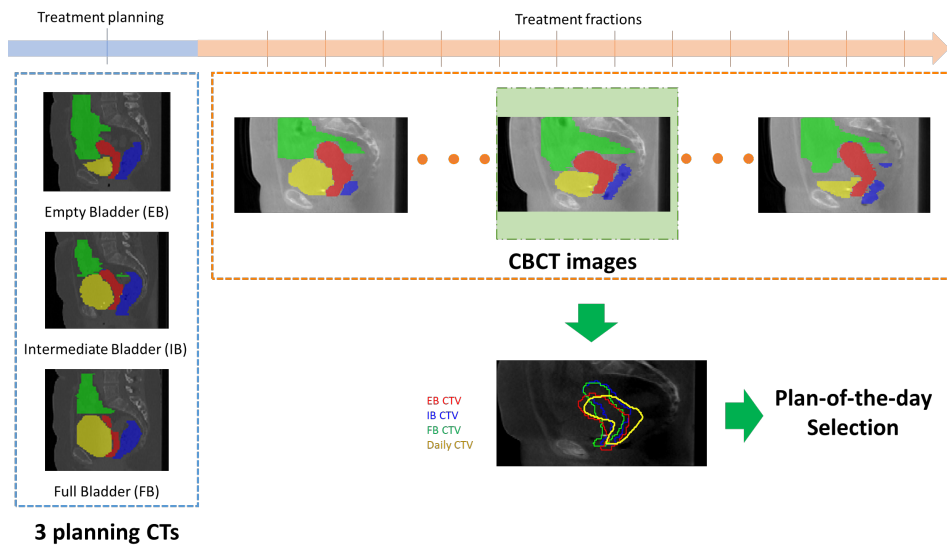 Treatment planning
Treatment fractions
Empty Bladder (EB)
Intermediate Bladder (IB)
Full Bladder (FB)
3 planning CTs
CBCT images
EB CTV
IB CTV
FB CTV
Daily CTV
Plan-of-the-day
Selection